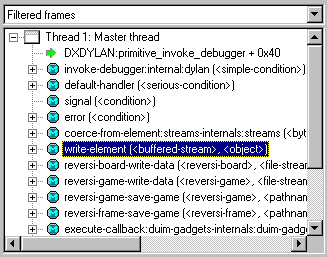 Filtered frames
Thread 1: Master thread
DXDYLAN:primitive_invoke_debugger + 0x40
invoke-debugger:internal:dylan (<simple-condition>)
default-handler (<serious-condition>)
signal (<condition>)
error (<condition>)
coerce-from-element:streams-internals:streams (<byt
write-element (<buffered-stream>, <object>)
reversi-board-write-data (<reversi-board>, <file-stream
reversi-game-write-data (<reversi-game>, <file-stream
reversi-game-save-game (<reversi-game>, <pathnam
reversi-frame-save-game (<reversi-frame>, <pathnam
execute-callback:duim-gadgets-internals:duim-gadget